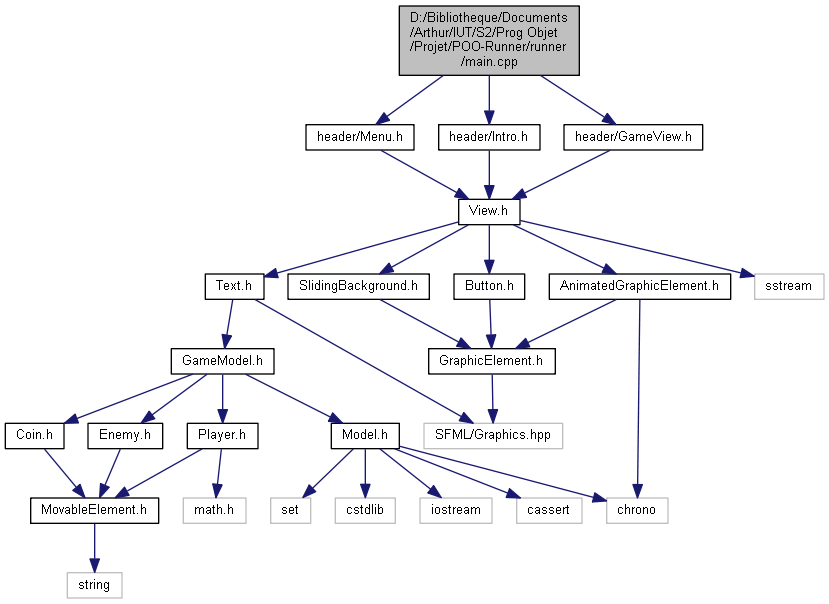 D:/Bibliotheque/Documents
/Arthur/IUT/S2/Prog Objet
/Projet/POO-Runner/runner
/main.cpp
header/Menu.h
header/Intro.h
header/GameView.h
View.h
Text.h
SlidingBackground.h
Button.h
AnimatedGraphicElement.h
sstream
GameModel.h
GraphicElement.h
Coin.h
Enemy.h
Player.h
Model.h
SFML/Graphics.hpp
MovableElement.h
math.h
set
cstdlib
iostream
cassert
chrono
string